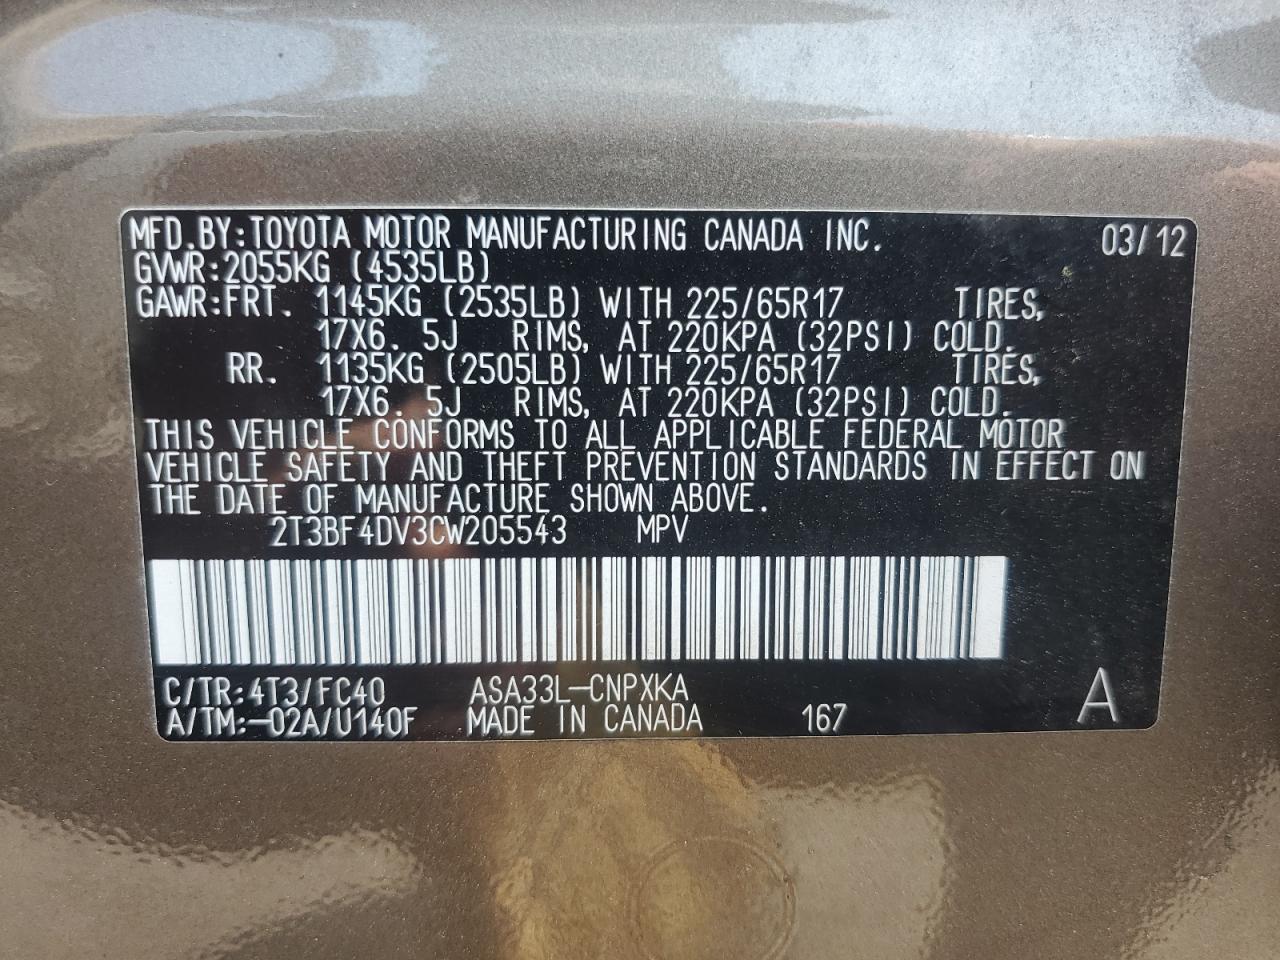 MFD.BY:TOYOTA MOTOR MANUFACTURING CANADA INC. 03/12
GVWR:2055KG (4535LB)
GAWR:FRT. 1145KG (2535LB) WITH 225/65R17 TIRES,
17X6.5J RIMS, AT 220KPA (32PSI) COLD.
RR. 1135KG (2505LB) WITH 225/65R17 TIRES,
17X6.5J RIMS, AT 220KPA (32PSI) COLD.
THIS VEHICLE CONFORMS TO ALL APPLICABLE FEDERAL MOTOR
VEHICLE SAFETY AND THEFT PREVENTION STANDARDS IN EFFECT ON
THE DATE OF MANUFACTURE SHOWN ABOVE.
2T3BF4DV3CW205543 MPV
C/TR:4T3/FC40 ASA33L-CNPXKA A
A/TM:-02A/U140F MADE IN CANADA 167